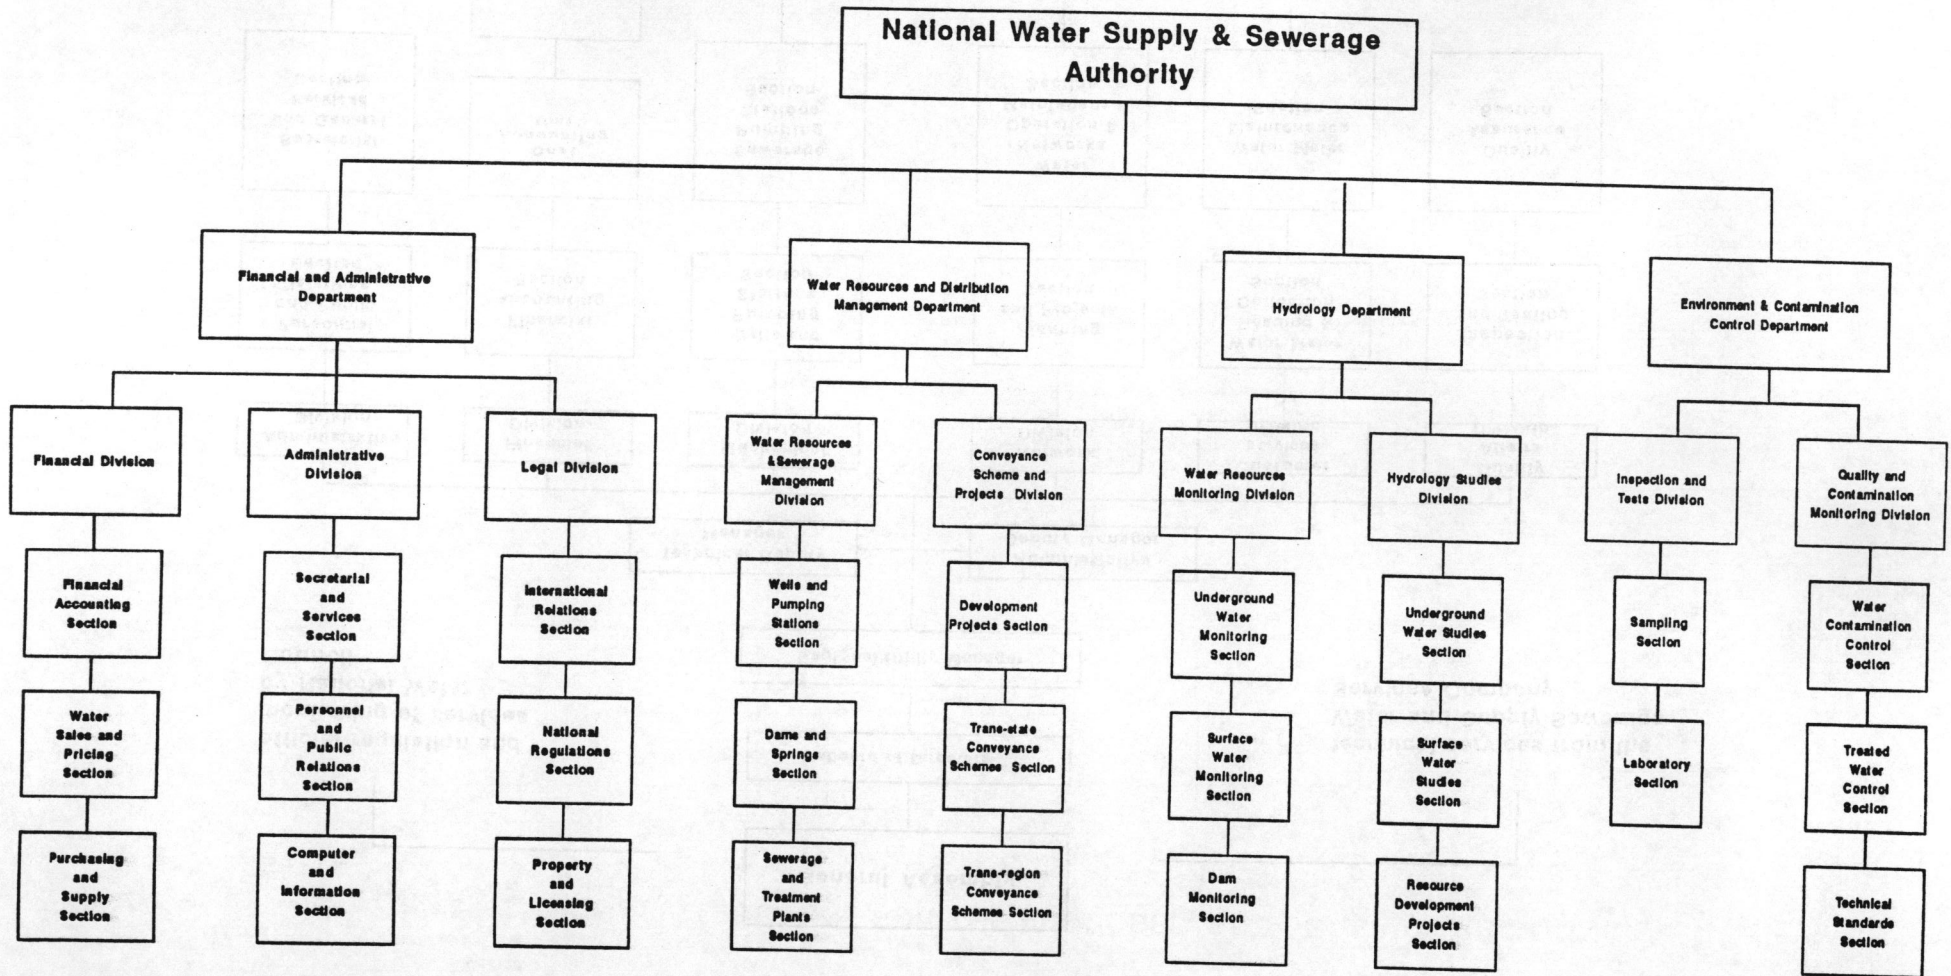 National Water Supply & Sewerage
Authority
Financial and Administrative
Department
Water Resources and Distribution
Management Department
Hydrology Department
Environment & Contamination
Control Department
Financial Division
Administrative
Division
Legal Division
Water Resources
&Sewerage
Management
Division
Conveyance
Scheme and
Projects Division
Water Resources
Monitoring Division
Hydrology Studies
Division
Inspection and
Tests Division
Quality and
Contamination
Monitoring Division
Financial
Accounting
Section
Secretarial
and
Services
Section
International
Relations
Section
Wells and
Pumping
Stations
Section
Development
Projects Section
Underground
Water
Monitoring
Section
Underground
Water Studies
Section
Sampling
Section
Water
Contamination
Control
Section
Water
Sales and
Pricing
Section
Personnel
and
Public
Relations
Section
National
Regulations
Section
Dams and
Springs
Section
Trans-state
Conveyance
Schemes Section
Surface
Water
Monitoring
Section
Surface
Water
Studies
Section
Laboratory
Section
Treated
Water
Control
Section
Purchasing
and
Supply
Section
Computer
and
Information
Section
Property
and
Licensing
Section
Sewerage
and
Treatment
Plants
Section
Trans-region
Conveyance
Schemes Section
Dam
Monitoring
Section
Resource
Development
Projects
Section
Technical
Standards
Section